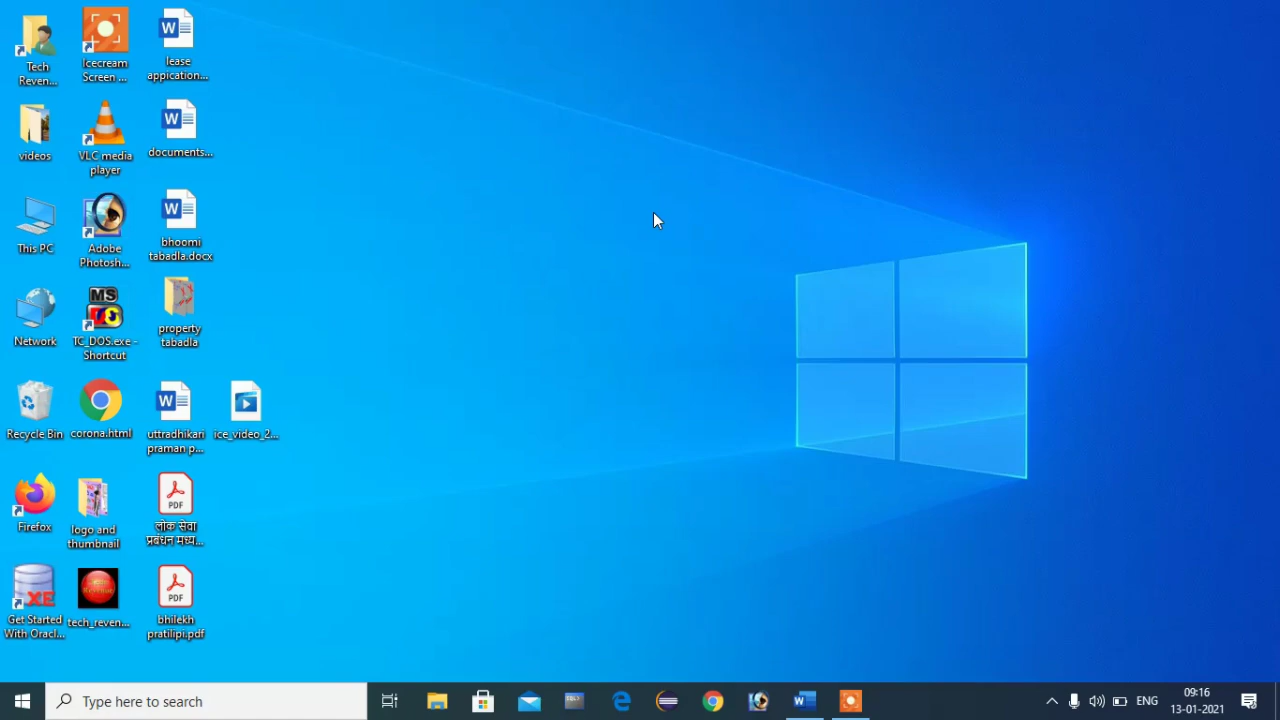 Tech
Reven...
Icecream
Screen ...
lease
appication...
videos
VLC media
player
documents...
This PC
Adobe
Photosh...
bhoomi
tabadla.docx
Network
MS
TC_DOS.exe -
Shortcut
property
tabadla
Recycle Bin
corona.html
uttradhikari
praman p...
ice_video_2...
Firefox
logo and
thumbnail
PDF
लोक सेवा
प्रबंधन मध्य...
XE
Get Started
With Oracl...
tech_reven...
PDF
bhilekh
pratilipi.pdf
Type here to search
ENG
09:16
13-01-2021